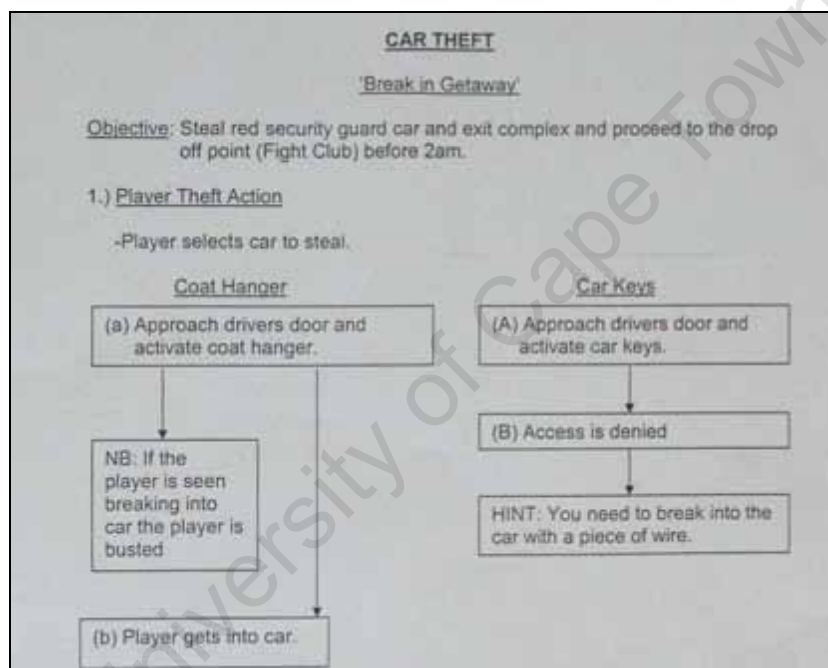 CAR THEFT
'Break in Getaway'
Objective: Steal red security guard car and exit complex and proceed to the drop
off point (Fight Club) before 2am.
1.) Player Theft Action
-Player selects car to steal.
Coat Hanger
(a) Approach drivers door and
activate coat hanger.
NB: If the
player is seen
breaking into
car the player is
busted
(b) Player gets into car.
Car Keys
(A) Approach drivers door and
activate car keys.
(B) Access is denied
HINT: You need to break into the
car with a piece of wire.
University of Cape Town